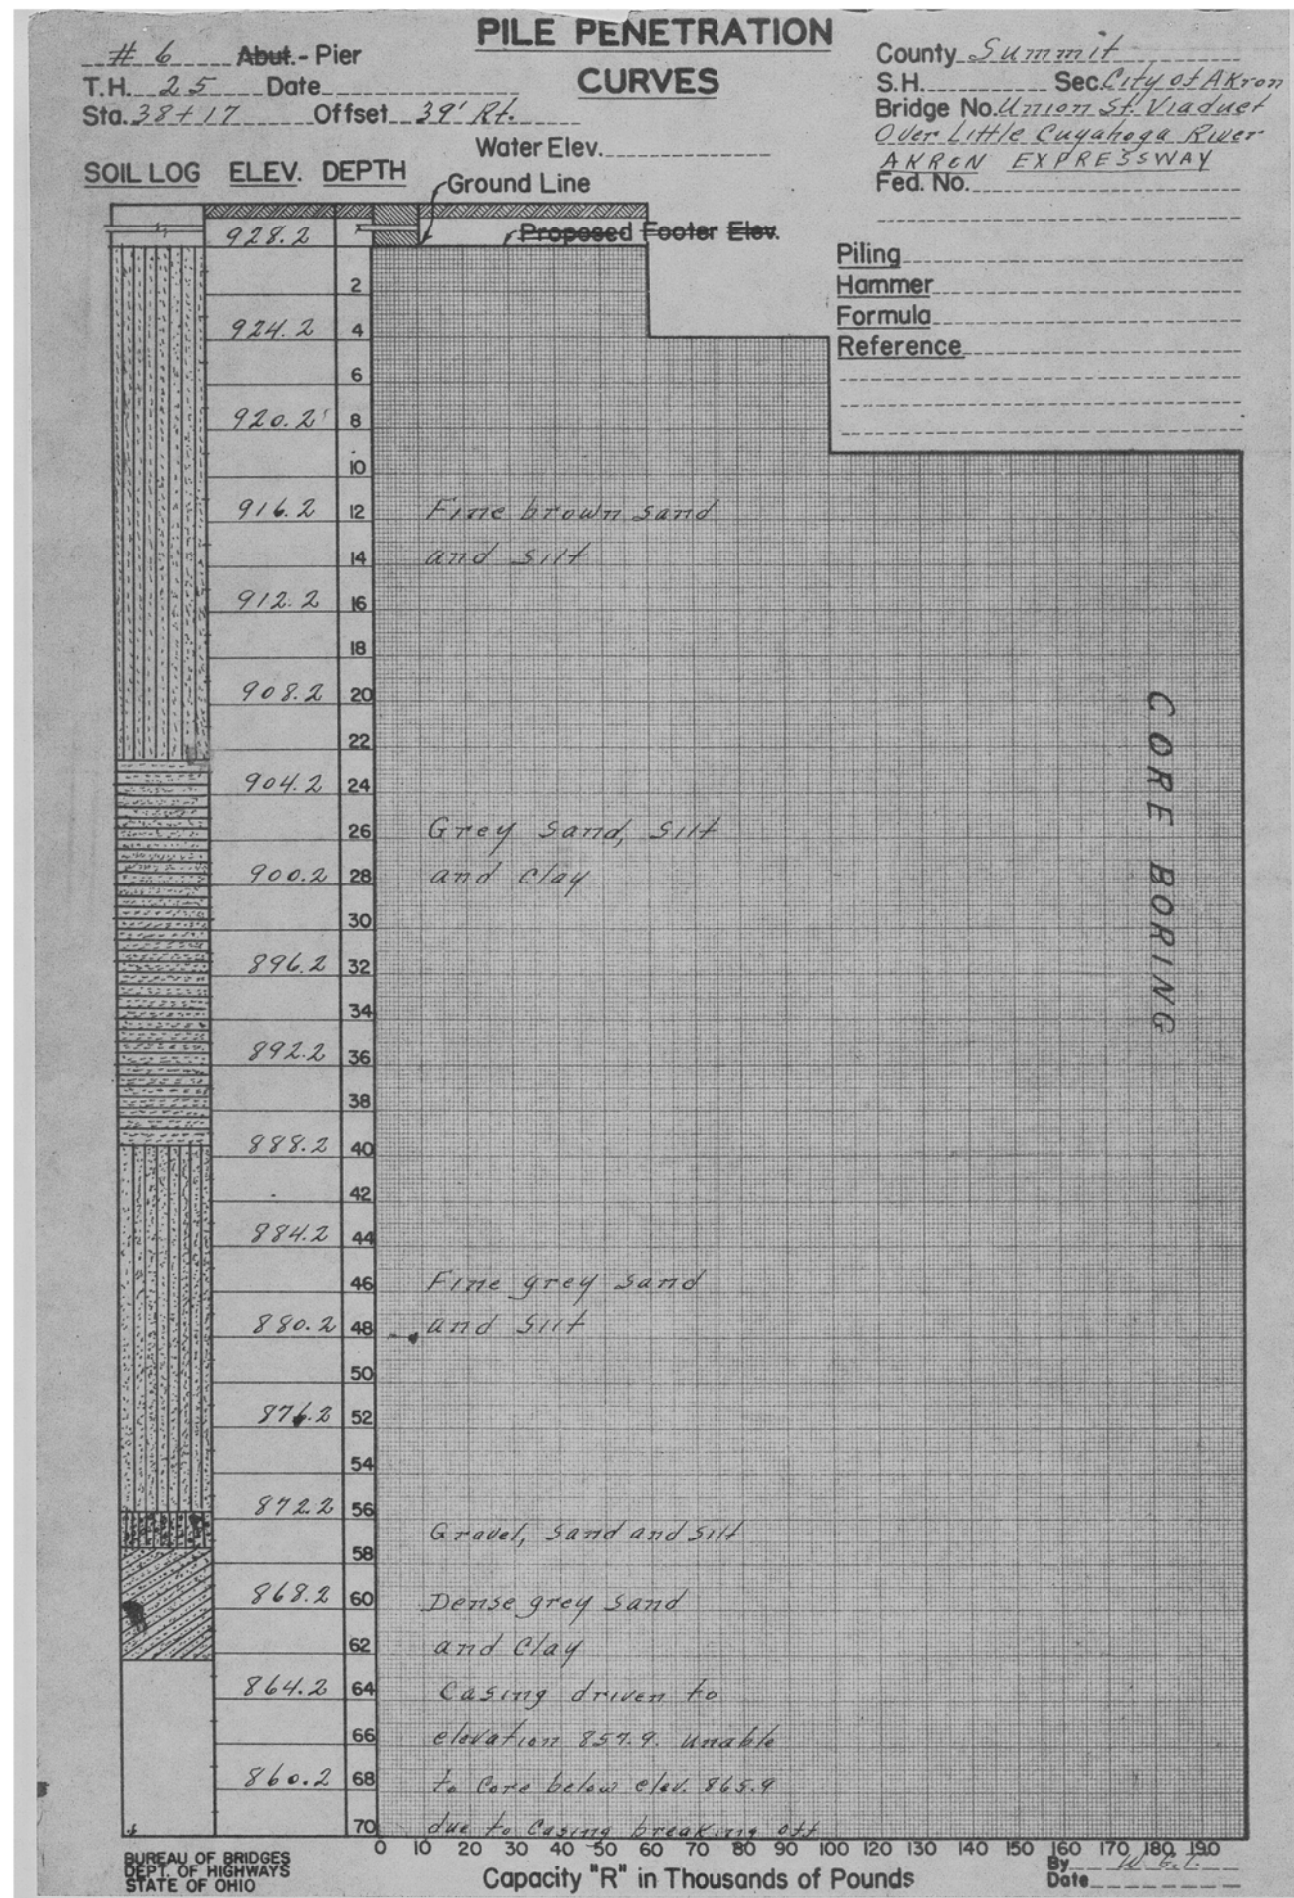 PILE PENETRATION
CURVES
# 6 Abut.- Pier
T.H. 25 Date
Sta. 38+17 Offset 39' Rt.
Water Elev.
County Summit
S.H. Sec. City of Akron
Bridge No. Union St. Viaduct
Over Little Cuyahoga River
AKRON EXPRESSWAY
Fed. No.
SOIL LOG ELEV. DEPTH
Ground Line
Proposed Footer Elev.
Piling
Hammer
Formula
Reference
928.2
2
924.2 4
6
920.2 8
10
916.2 12 Fine brown sand
14 and silt
912.2 16
18
908.2 20
22
904.2 24
26 Grey sand, silt
900.2 28 and clay
30
896.2 32
34
892.2 36
38
888.2 40
42
884.2 44
46 Fine grey sand
880.2 48 and silt
50
876.2 52
54
872.2 56
Gravel, sand and silt
58
868.2 60 Dense grey sand
62 and clay
864.2 64 Casing driven to
66 elevation 857.9. Unable
860.2 68 to core below elev. 865.9
70 due to casing breaking off
CORE BORING
0 10 20 30 40 50 60 70 80 90 100 110 120 130 140 150 160 170 180 190
Capacity "R" in Thousands of Pounds
BUREAU OF BRIDGES
DEPT. OF HIGHWAYS
STATE OF OHIO
By
Date